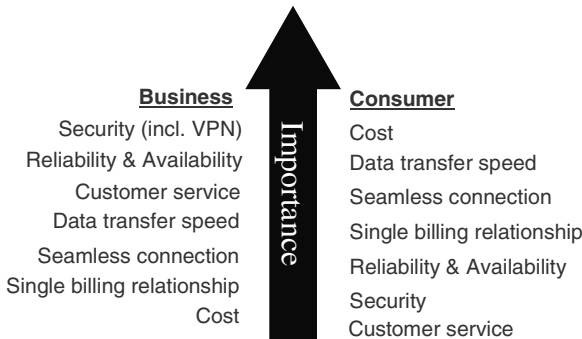 Business
Security (incl. VPN)
Reliability & Availability
Customer service
Data transfer speed
Seamless connection
Single billing relationship
Cost
Importance
Consumer
Cost
Data transfer speed
Seamless connection
Single billing relationship
Reliability & Availability
Security
Customer service